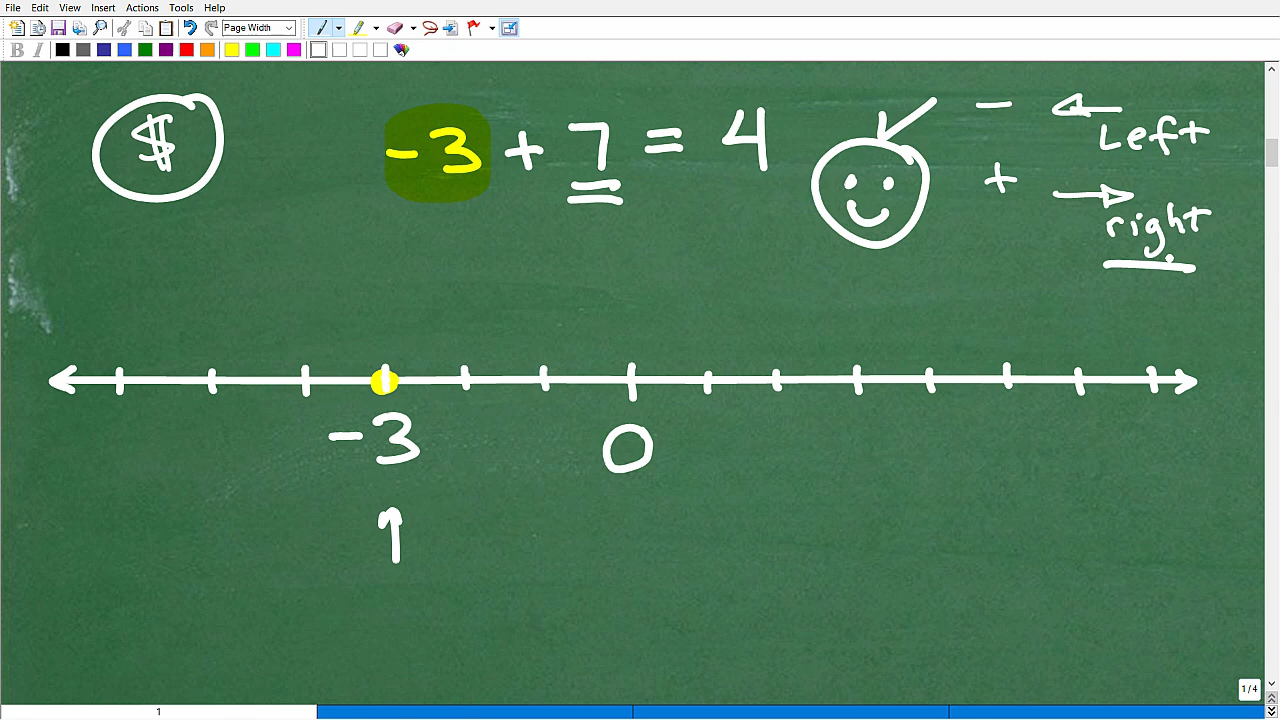 File Edit View Insert Actions Tools Help
Page Width
B I
$ -3 + 7 = 4
- Left
+ right
-3 0
1/4
1